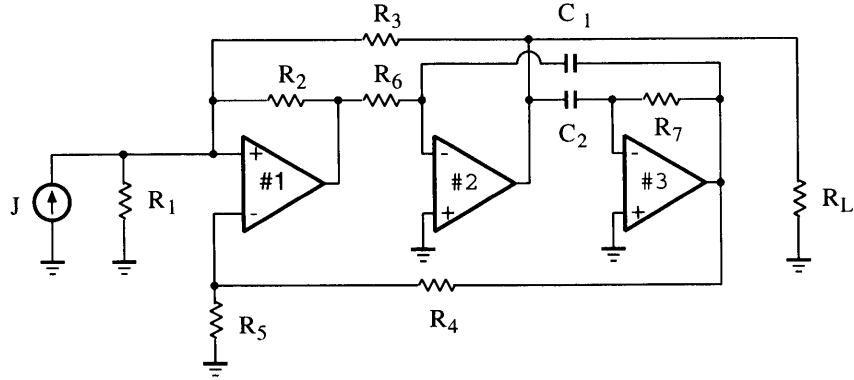 R3 C1
R2 R6
C2 R7
+ - -
#1 #2 #3
J R1 RL
- + +
R5 R4